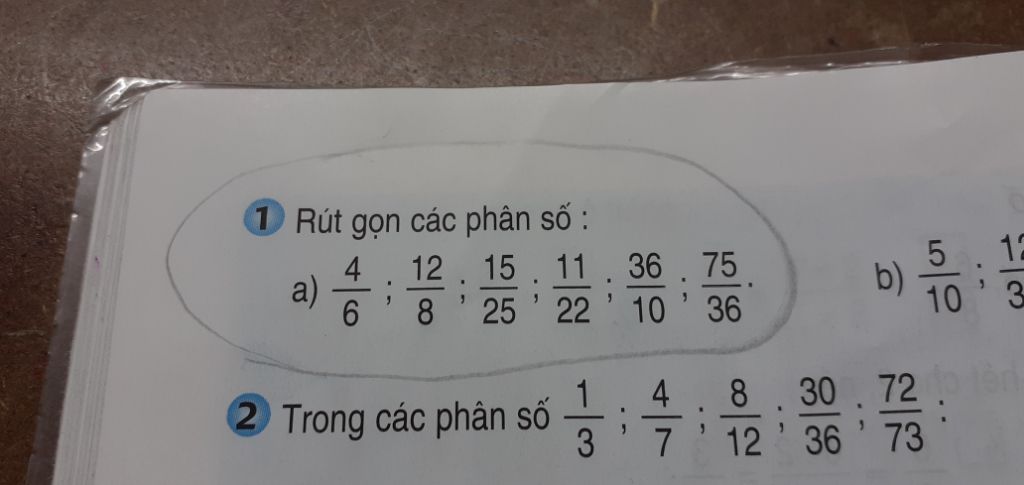 1 Rút gọn các phân số :
a) 4/6 ; 12/8 ; 15/25 ; 11/22 ; 36/10 ; 75/36. b) 5/10 ;
2 Trong các phân số 1/3 ; 4/7 ; 8/12 ; 30/36 ; 72/73 :